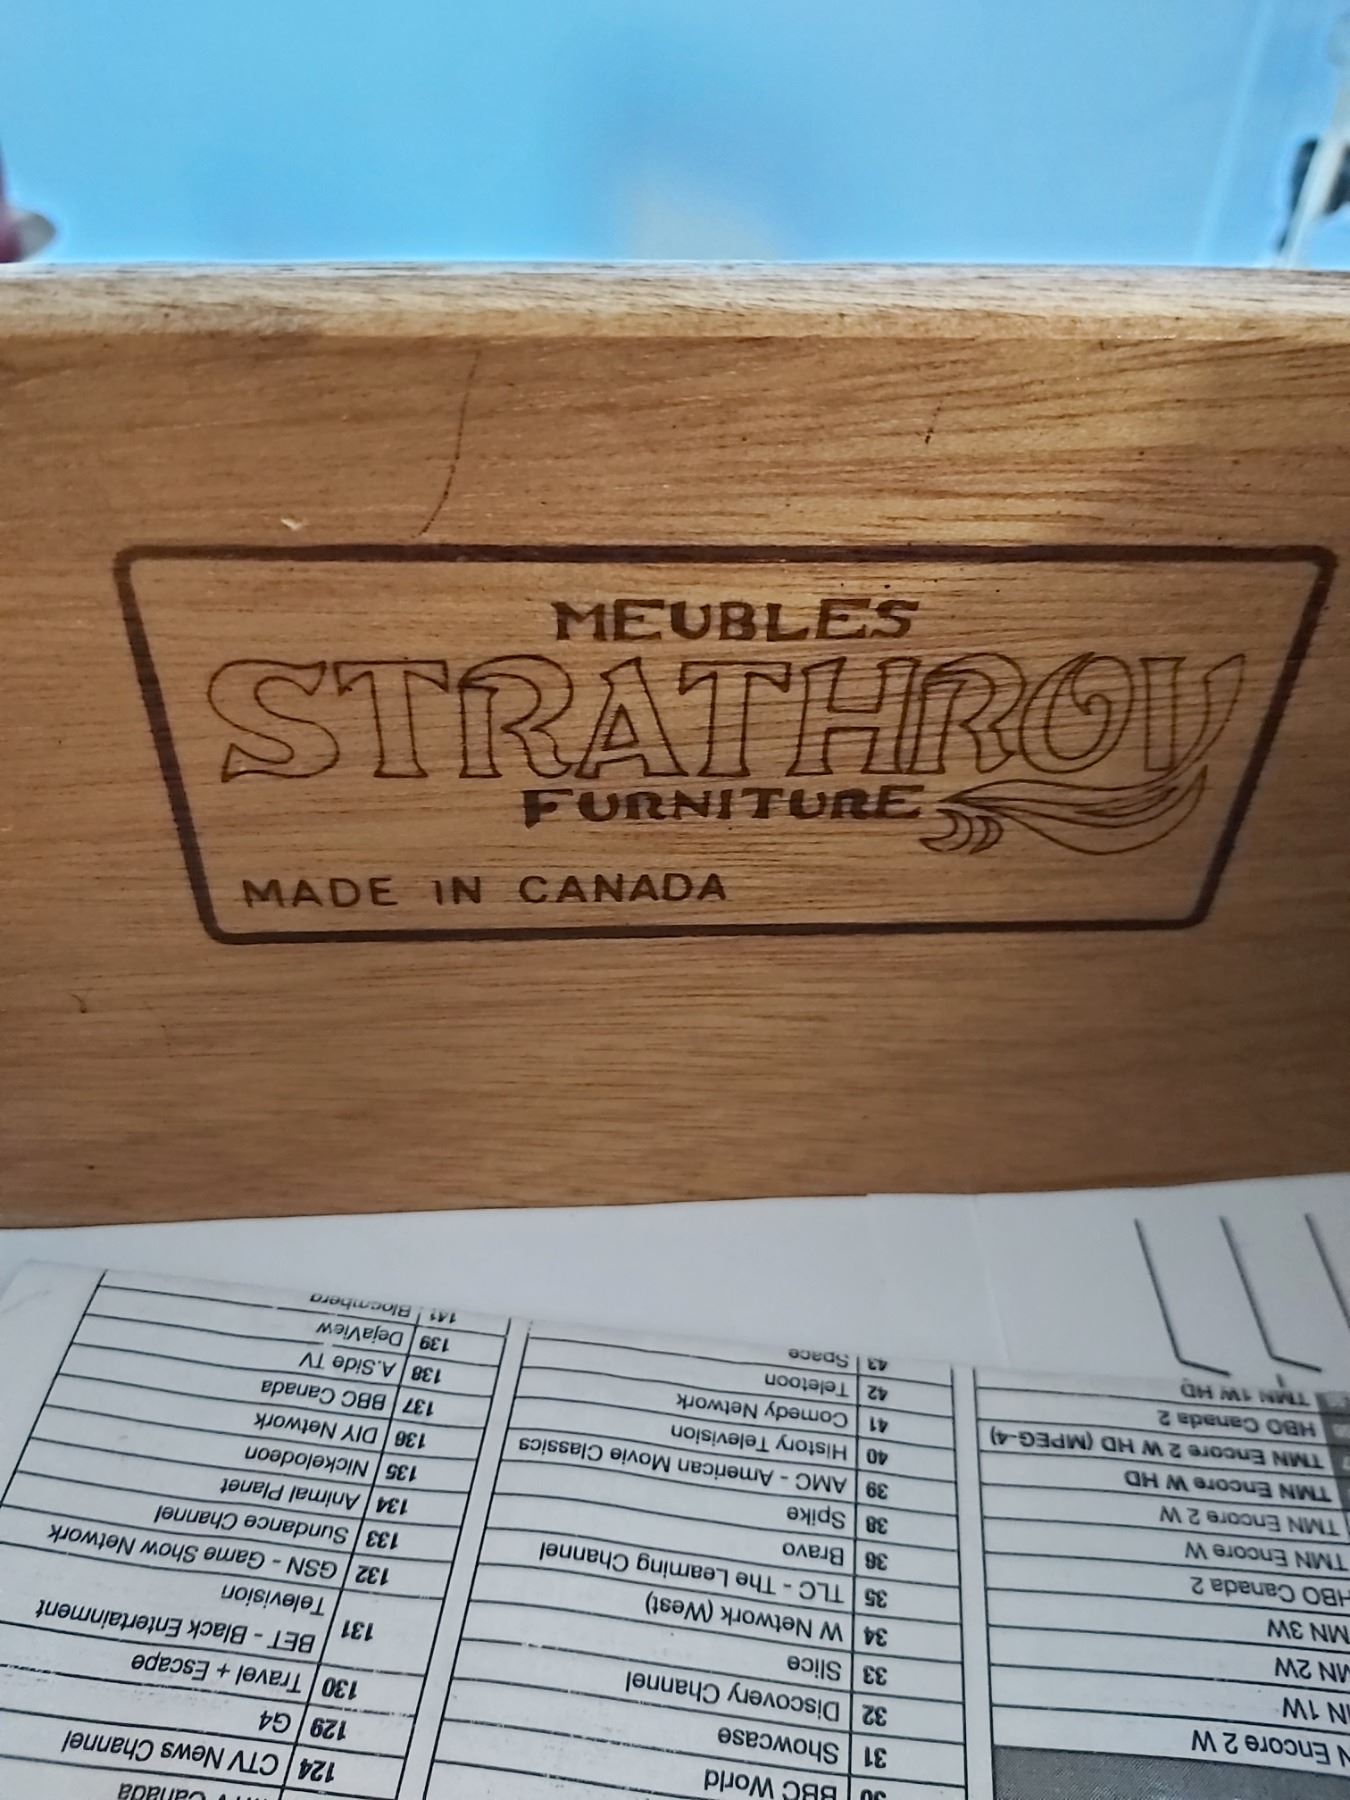 MEUBLES
STRATHROY
FURNITURE
MADE IN CANADA
124 CTV News Channel
129 G4
130 Travel + Escape
131 BET - Black Entertainment
Television
132 GSN - Game Show Network
133 Sundance Channel
134 Animal Planet
135 Nickelodeon
136 DIY Network
137 BBC Canada
138 A.Side TV
139 DejaView
141 Bloomberg
BBC World
31 Showcase
32 Discovery Channel
33 Slice
34 W Network (West)
35 TLC - The Learning Channel
36 Bravo
38 Spike
39 AMC - American Movie Classics
40 History Television
41 Comedy Network
42 Teletoon
43 Space
Encore 2 W
1W
2W
MN 3W
HBO Canada 2
TMN Encore W
TMN Encore 2 W
TMN Encore W HD
TMN Encore 2 W HD (MPEG-4)
HBO Canada 2
TMN 1W HD